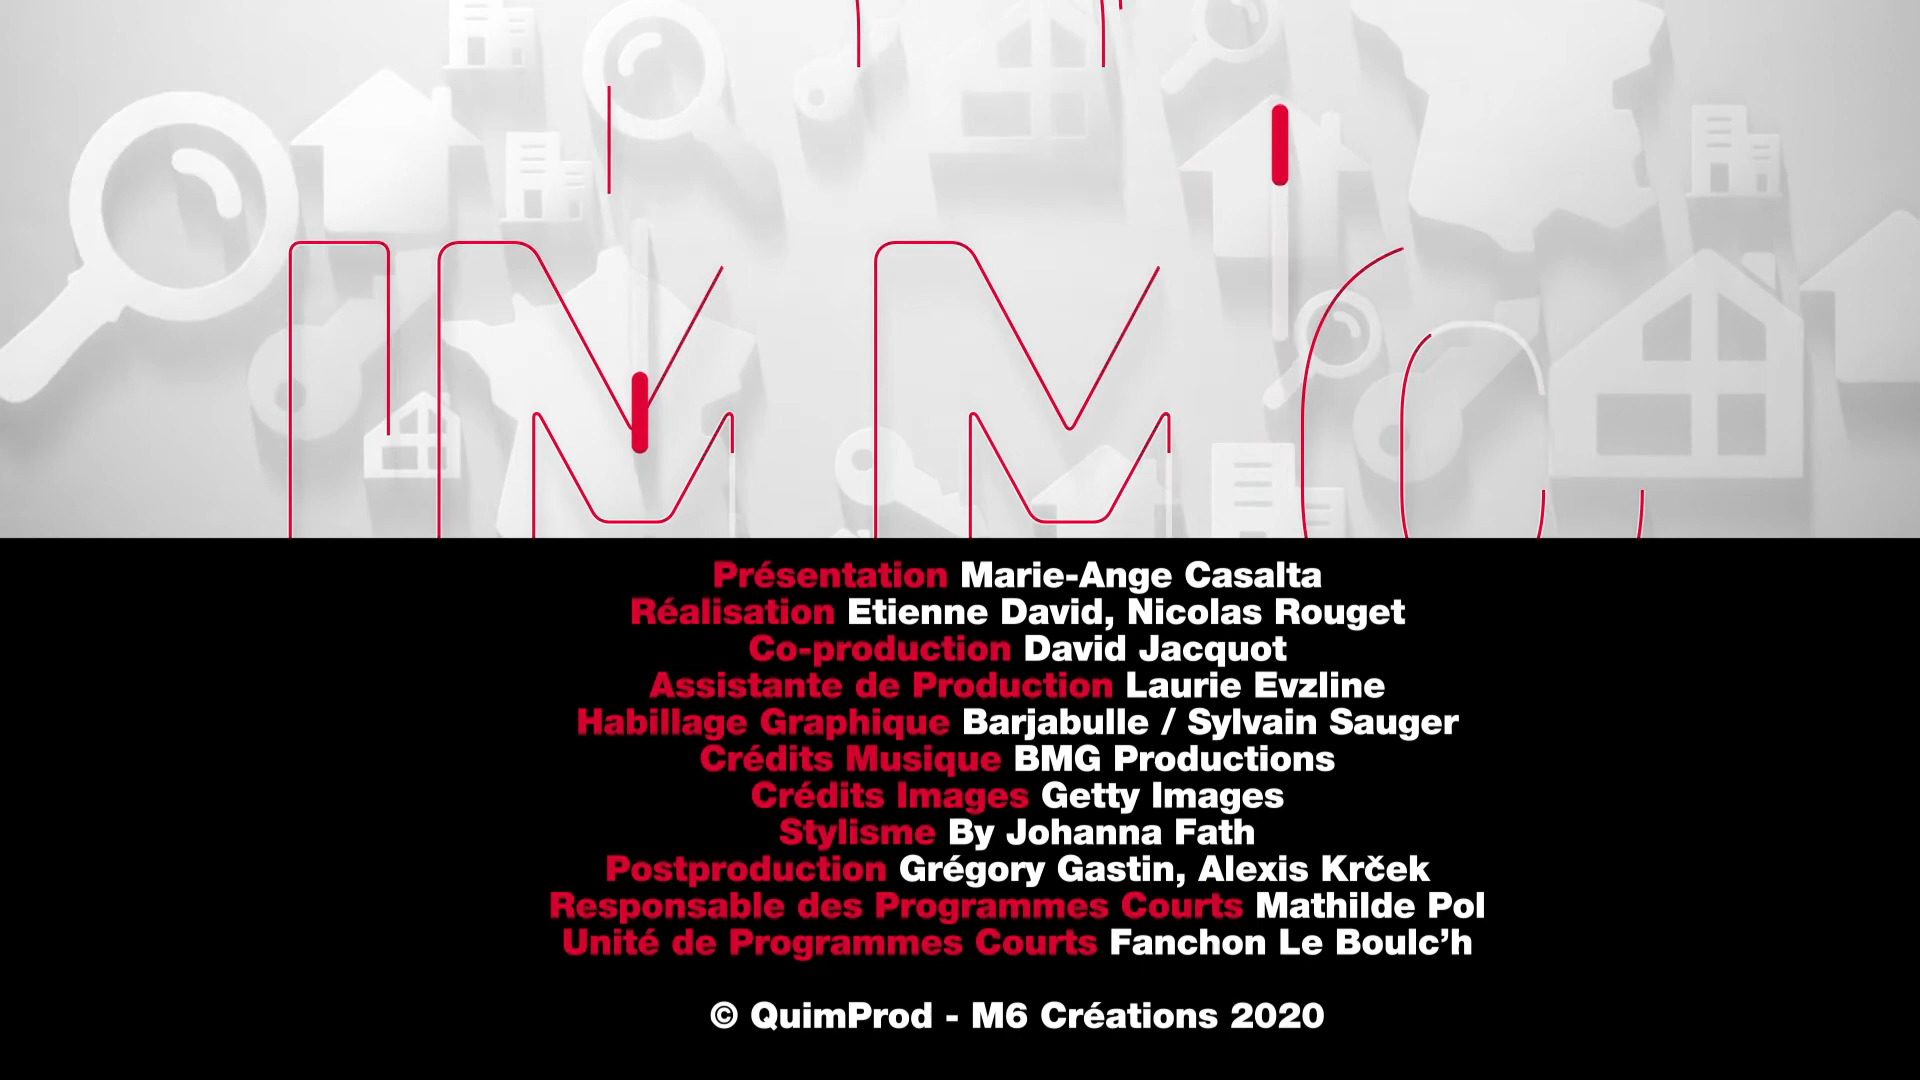 IMMO
Présentation Marie-Ange Casalta
Réalisation Etienne David, Nicolas Rouget
Co-production David Jacquot
Assistante de Production Laurie Evzline
Habillage Graphique Barjabulle / Sylvain Sauger
Crédits Musique BMG Productions
Crédits Images Getty Images
Stylisme By Johanna Fath
Postproduction Grégory Gastin, Alexis Krček
Responsable des Programmes Courts Mathilde Pol
Unité de Programmes Courts Fanchon Le Boulc’h
© QuimProd - M6 Créations 2020